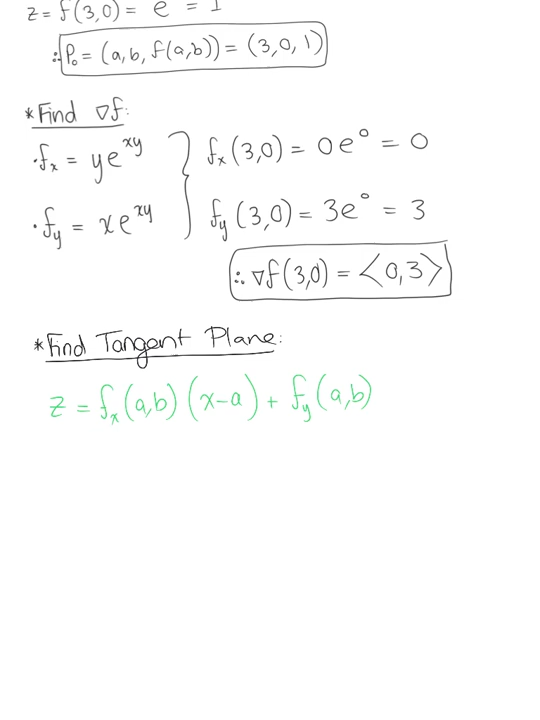 z = f(3,0) = e = 1
∴ P₀ = (a,b, f(a,b)) = (3,0,1)
*Find ∇f:
·fₓ = ye^{xy} } fₓ(3,0) = 0e⁰ = 0
·f_y = xe^{xy} f_y(3,0) = 3e⁰ = 3
∴ ∇f(3,0) = <0,3>
*Find Tangent Plane:
z = fₓ(a,b)(x-a) + f_y(a,b)